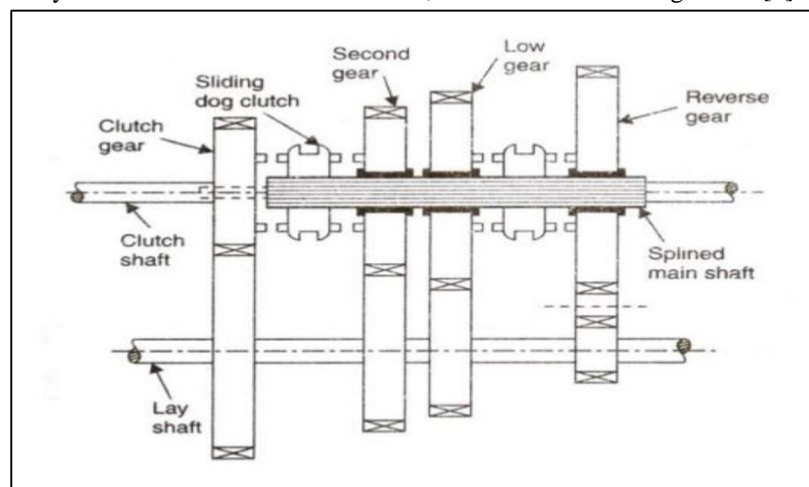 Second
gear
Low
gear
Sliding
dog clutch
Reverse
gear
Clutch
gear
Clutch
shaft
Splined
main shaft
Lay
shaft